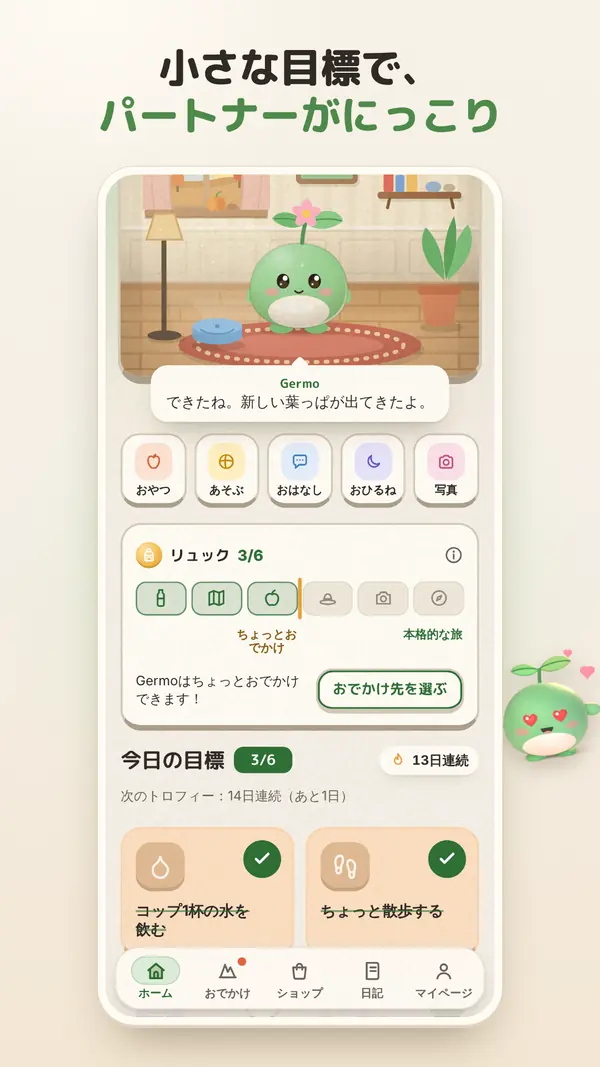 小さな目標で、
パートナーがにっこり
Germo
できたね。新しい葉っぱが出てきたよ。
おやつ
あそぶ
おはなし
おひるね
写真
リュック 3/6
ちょっとお
でかけ
本格的な旅
Germoはちょっとおでかけ
できます！
おでかけ先を選ぶ
今日の目標 3/6
13日連続
次のトロフィー：14日連続（あと1日）
コップ1杯の水を
飲む
ちょっと散歩する
ホーム
おでかけ
ショップ
日記
マイページ